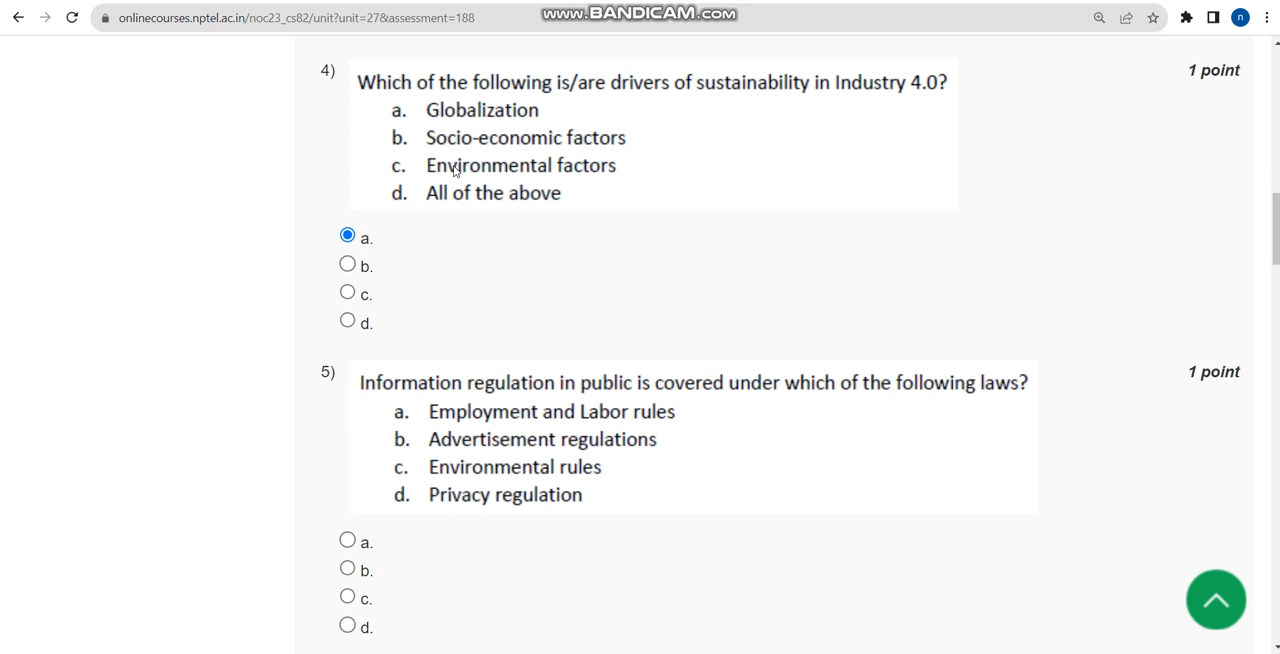 onlinecourses.nptel.ac.in/noc23_cs82/unit?unit=27&assessment=188
www.BANDICAM.com
n
4)
Which of the following is/are drivers of sustainability in Industry 4.0?
1 point
a. Globalization
b. Socio-economic factors
c. Environmental factors
d. All of the above
a.
b.
c.
d.
5)
Information regulation in public is covered under which of the following laws?
1 point
a. Employment and Labor rules
b. Advertisement regulations
c. Environmental rules
d. Privacy regulation
a.
b.
c.
d.